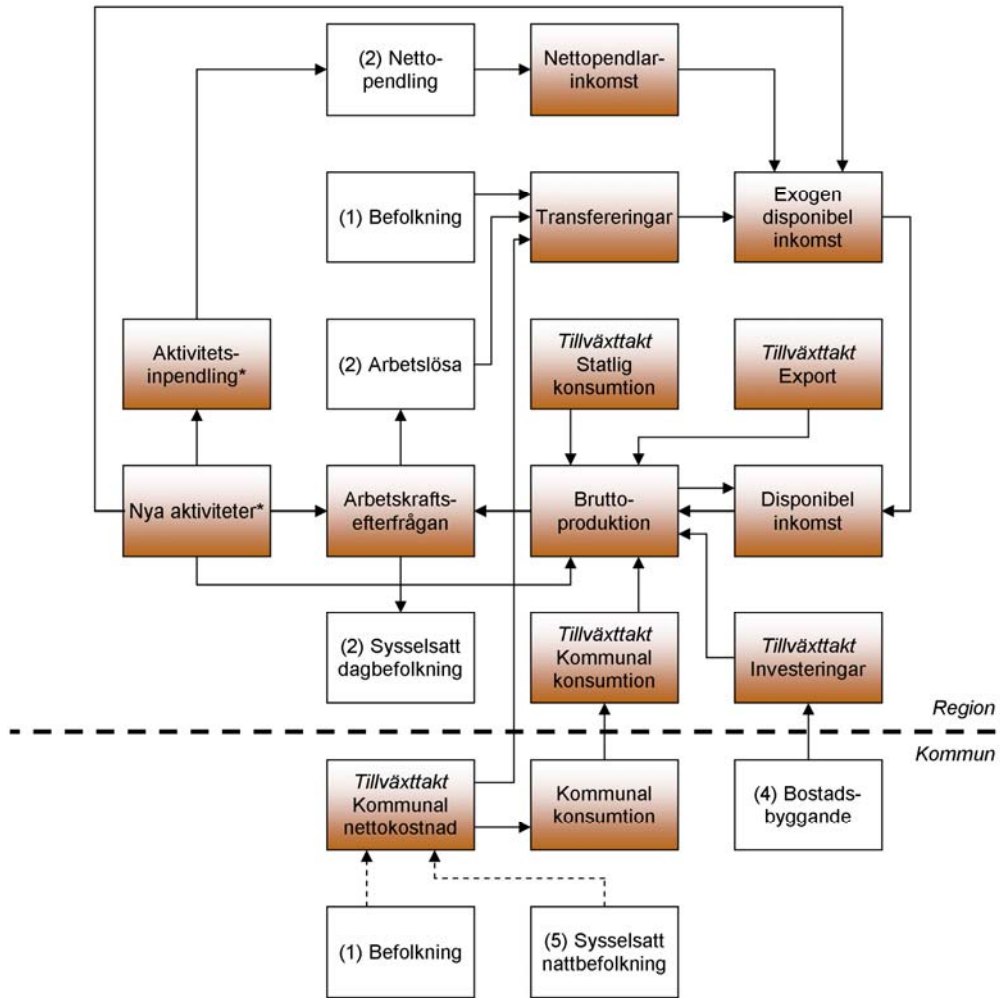 (2) Netto-
pendling
Nettopendlar-
inkomst
(1) Befolkning
Transfereringar
Exogen
disponibel
inkomst
Aktivitets-
inpendling*
(2) Arbetslösa
Tillväxttakt
Statlig
konsumtion
Tillväxttakt
Export
Nya aktiviteter*
Arbetskrafts-
efterfrågan
Brutto-
produktion
Disponibel
inkomst
(2) Sysselsatt
dagbefolkning
Tillväxttakt
Kommunal
konsumtion
Tillväxttakt
Investeringar
Region
Kommun
Tillväxttakt
Kommunal
nettokostnad
Kommunal
konsumtion
(4) Bostads-
byggande
(1) Befolkning
(5) Sysselsatt
nattbefolkning